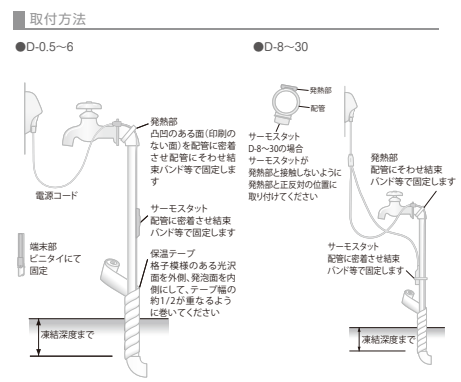 取付方法
●D-0.5～6
発熱部
凸凹のある面（印刷の
ない面）を配管に密着
させ配管にそわせ結
束バンド等で固定しま
す
電源コード
サーモスタット
配管に密着させ結束
バンド等で固定します
端末部
ビニタイにて
固定
保温テープ
格子模様のある光沢
面を外側、発泡面を内
側にして、テープ幅の
約1/2が重なるよう
に巻いてください
凍結深度まで
●D-8～30
発熱部
配管
サーモスタット
D-8～30の場合
サーモスタットが
発熱部と接触しないように
発熱部と正反対の位置に
取り付けてください
発熱部
配管にそわせ結束
バンド等で固定します
サーモスタット
配管に密着させ結束
バンド等で固定します
凍結深度まで